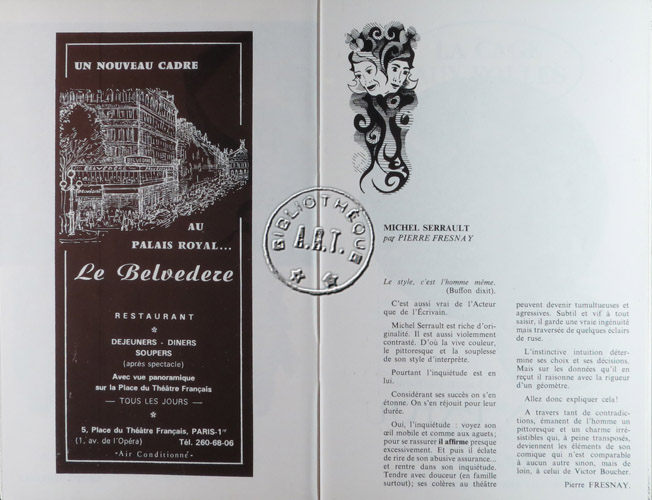 UN NOUVEAU CADRE
BELVEDERE
AU
PALAIS ROYAL...
Le Belvedere
RESTAURANT
DEJEUNERS - DINERS
SOUPERS
(après spectacle)
Avec vue panoramique
sur la Place du Théâtre Français
— TOUS LES JOURS —
5, Place du Théâtre Français, PARIS-1er
(1, av. de l'Opéra) Tél. 260-68-06
"Air Conditionné"
BIBLIOTHÈQUE
A.R.T.
MICHEL SERRAULT
par PIERRE FRESNAY
Le style, c'est l'homme même.
(Buffon dixit).
C'est aussi vrai de l'Acteur
que de l'Ecrivain.
Michel Serrault est riche d'ori-
ginalité. Il est aussi violemment
contrasté. D'où la vive couleur,
le pittoresque et la souplesse
de son style d'interprète.
Pourtant l'inquiétude est en
lui.
Considérant ses succès on s'en
étonne. On s'en réjouit pour leur
durée.
Oui, l'inquiétude : voyez son
œil mobile et comme aux aguets ;
pour se rassurer il affirme presque
excessivement. Et puis il éclate
de rire de son abusive assurance...
et rentre dans son inquiétude.
Tendre avec douceur (en famille
surtout) ; ses colères au théâtre
peuvent devenir tumultueuses et
agressives. Subtil et vif à tout
saisir, il garde une vraie ingénuité
mais traversée de quelques éclairs
de ruse.
L'instinctive intuition déter-
mine ses choix et ses décisions.
Mais sur les données qu'il en
reçut il raisonne avec la rigueur
d'un géomètre.
Allez donc expliquer cela !
A travers tant de contradic-
tions, émanent de l'homme un
pittoresque et un charme irré-
sistibles qui, à peine transposés,
deviennent les éléments de son
comique qui n'est comparable
à aucun autre sinon, mais de
loin, à celui de Victor Boucher.
Pierre FRESNAY.